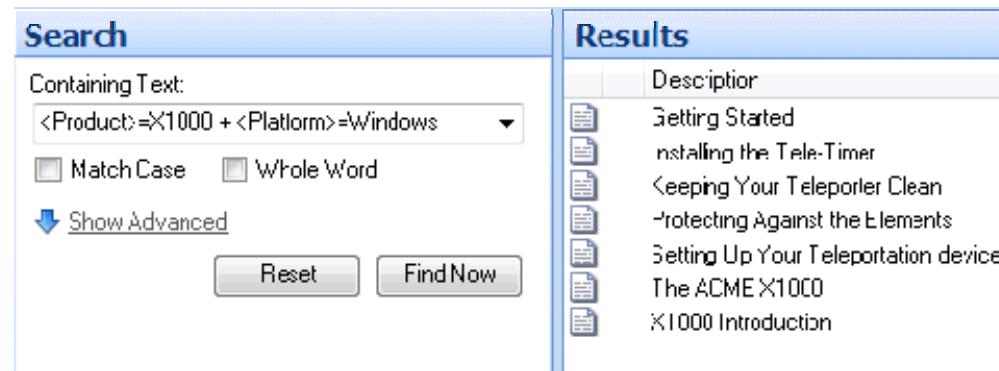 Search
Containing Text:
<Product>=X1000 + <Platform>=Windows
Match Case
Whole Word
Show Advanced
Reset
Find Now
Results
Description
Getting Started
Installing the Tele-Timer
Keeping Your Teleporter Clean
Protecting Against the Elements
Setting Up Your Teleportation device
The ACME X1000
X1000 Introduction